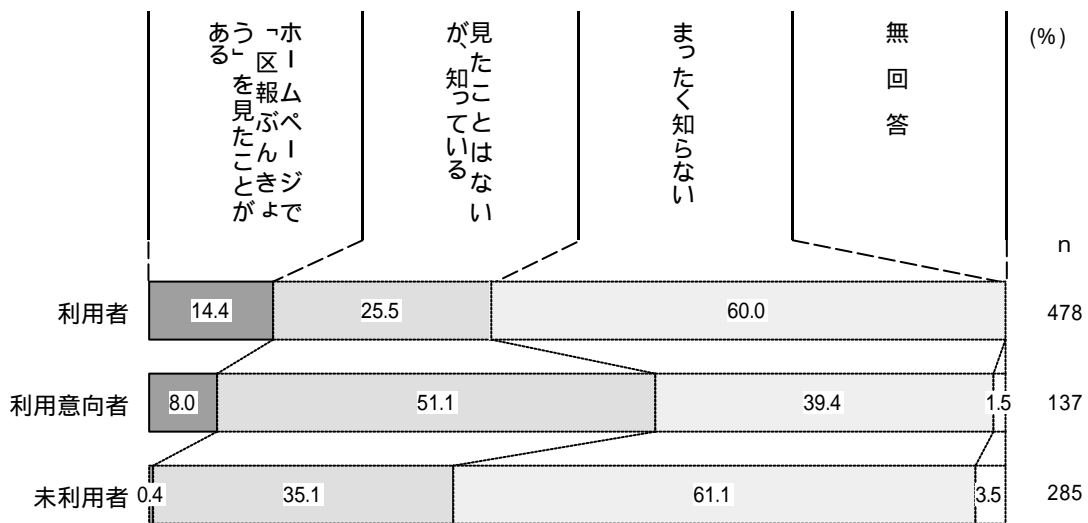 ホームページで
「区報ぶんきょ
う」を見たことが
ある
見たことはない
が、知っている
まったく知らない
無回答
(%)
n
利用者 14.4 25.5 60.0 478
利用意向者 8.0 51.1 39.4 1.5 137
未利用者 0.4 35.1 61.1 3.5 285